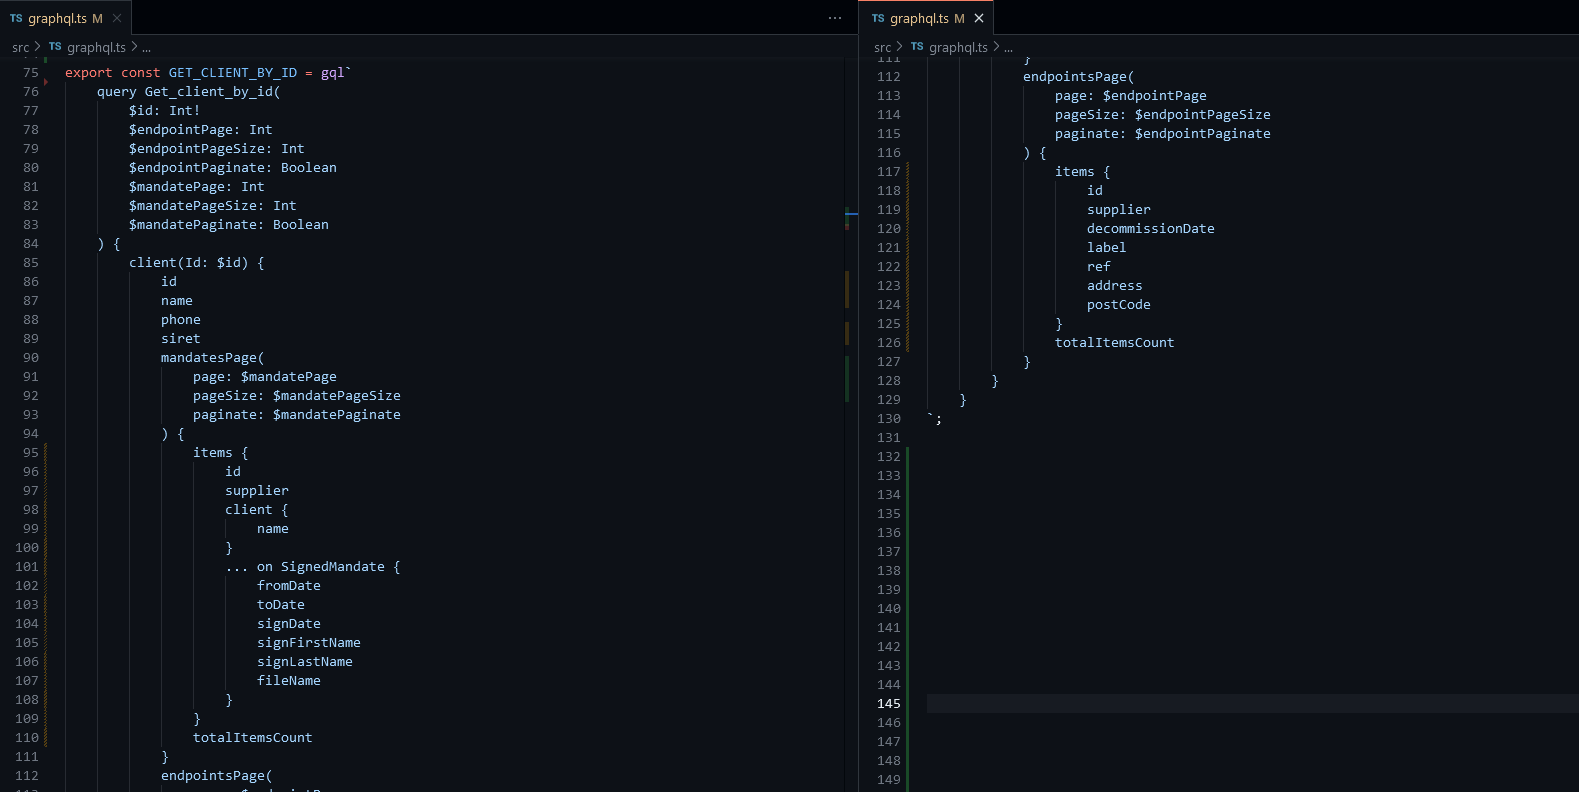 TS graphql.ts M × ...
src > TS graphql.ts > ...
75 export const GET_CLIENT_BY_ID = gql`
76 query Get_client_by_id(
77 $id: Int!
78 $endpointPage: Int
79 $endpointPageSize: Int
80 $endpointPaginate: Boolean
81 $mandatePage: Int
82 $mandatePageSize: Int
83 $mandatePaginate: Boolean
84 ) {
85 client(Id: $id) {
86 id
87 name
88 phone
89 siret
90 mandatesPage(
91 page: $mandatePage
92 pageSize: $mandatePageSize
93 paginate: $mandatePaginate
94 ) {
95 items {
96 id
97 supplier
98 client {
99 name
100 }
101 ... on SignedMandate {
102 fromDate
103 toDate
104 signDate
105 signFirstName
106 signLastName
107 fileName
108 }
109 }
110 totalItemsCount
111 }
112 endpointsPage(
TS graphql.ts M ×
src > TS graphql.ts > ...
111 }
112 endpointsPage(
113 page: $endpointPage
114 pageSize: $endpointPageSize
115 paginate: $endpointPaginate
116 ) {
117 items {
118 id
119 supplier
120 decommissionDate
121 label
122 ref
123 address
124 postCode
125 }
126 totalItemsCount
127 }
128 }
129 }
130 `;
131
132
133
134
135
136
137
138
139
140
141
142
143
144
145
146
147
148
149